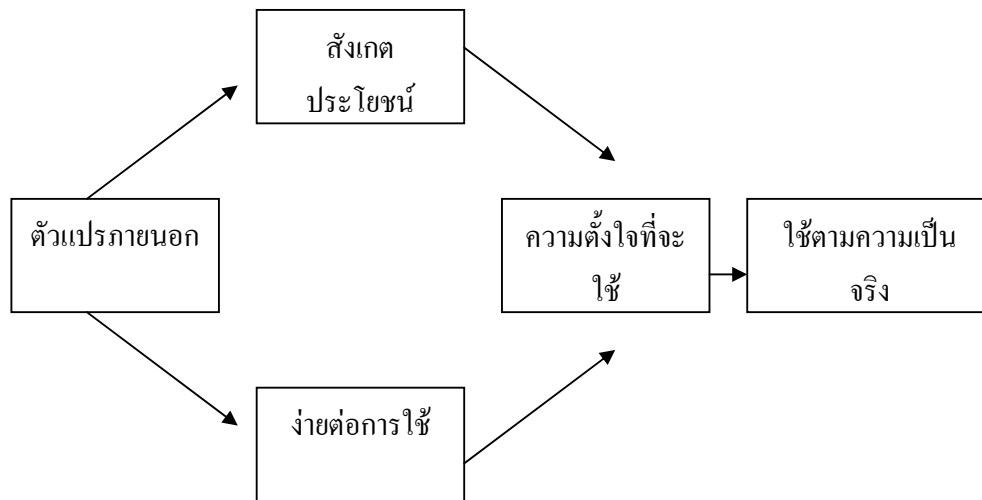 สังเกต
ประโยชน์
ตัวแปรภายนอก
ความตั้งใจที่จะ
ใช้
ใช้ตามความเป็น
จริง
ง่ายต่อการใช้